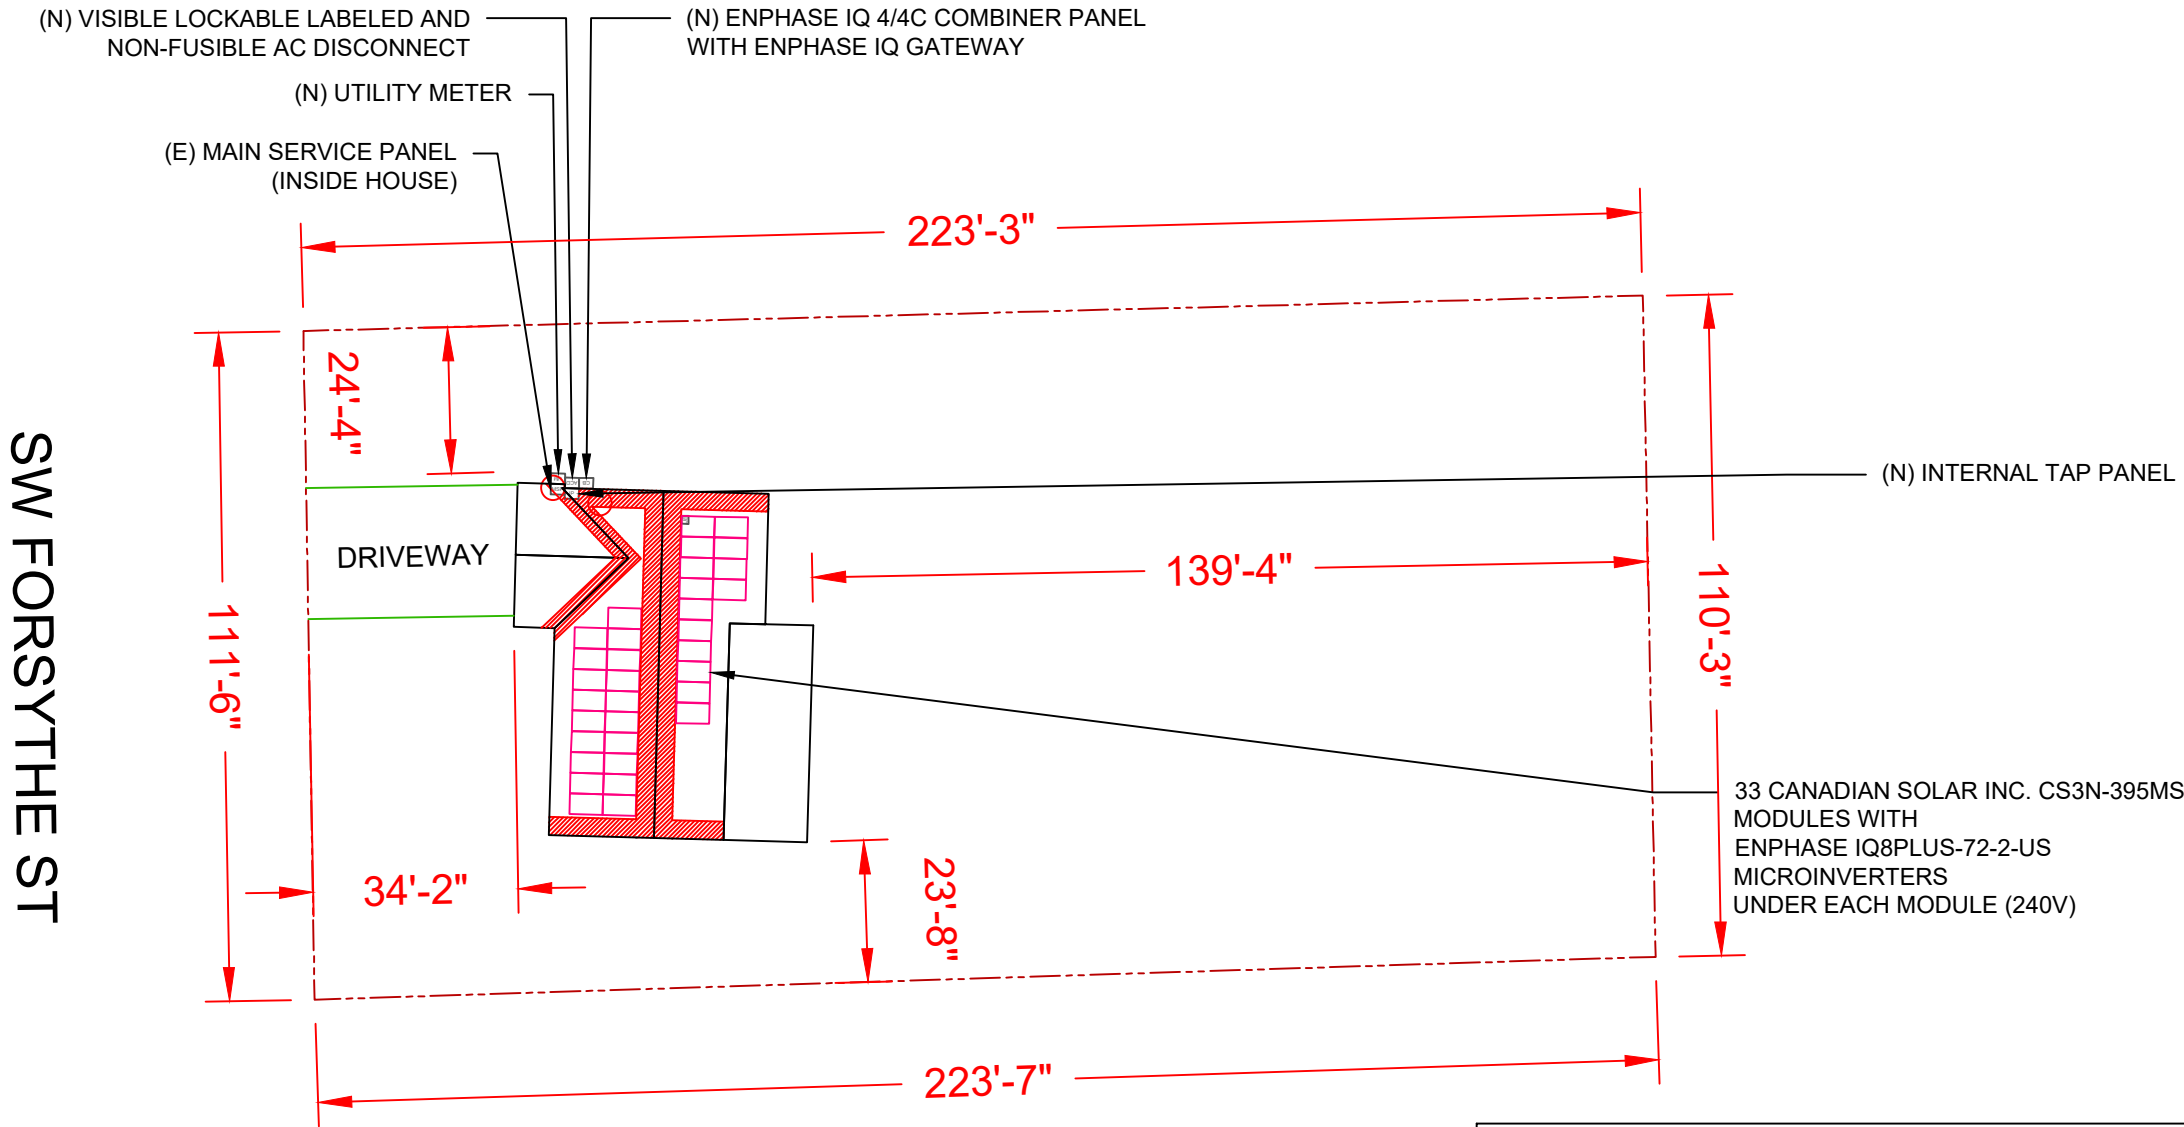 (N) VISIBLE LOCKABLE LABELED AND
NON-FUSIBLE AC DISCONNECT
(N) ENPHASE IQ 4/4C COMBINER PANEL
WITH ENPHASE IQ GATEWAY
(N) UTILITY METER
(E) MAIN SERVICE PANEL
(INSIDE HOUSE)
223'-3"
24'-4"
SW FORSYTHE ST
(N) INTERNAL TAP PANEL
DRIVEWAY
139'-4"
111'-6"
110'-3"
33 CANADIAN SOLAR INC. CS3N-395MS
MODULES WITH
ENPHASE IQ8PLUS-72-2-US
MICROINVERTERS
UNDER EACH MODULE (240V)
34'-2"
23'-8"
223'-7"